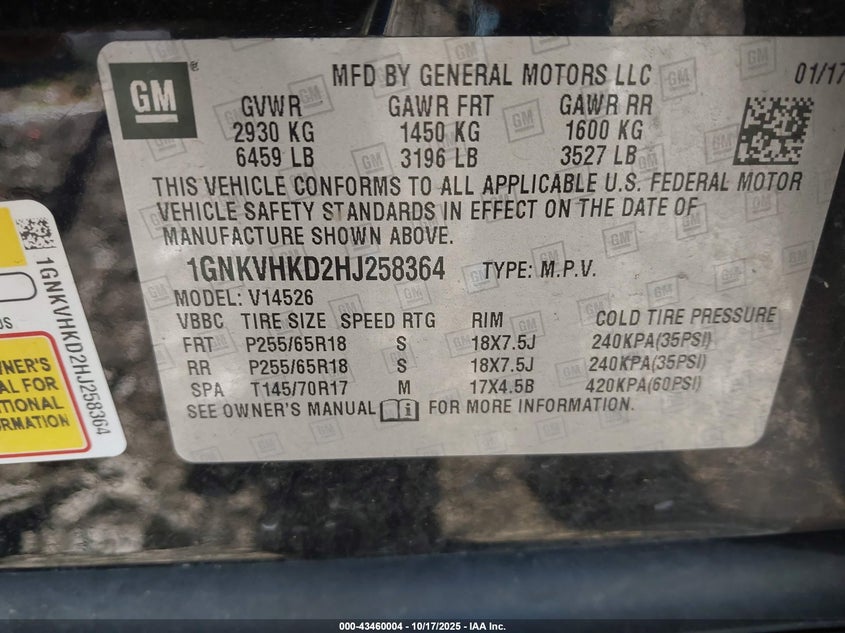 GM
MFD BY GENERAL MOTORS LLC 01/17
GVWR GAWR FRT GAWR RR
2930 KG 1450 KG 1600 KG
6459 LB 3196 LB 3527 LB
THIS VEHICLE CONFORMS TO ALL APPLICABLE U.S. FEDERAL MOTOR
VEHICLE SAFETY STANDARDS IN EFFECT ON THE DATE OF
MANUFACTURE SHOWN ABOVE.
1GNKVHKD2HJ258364 TYPE: M.P.V.
MODEL: V14526
VBBC TIRE SIZE SPEED RTG RIM COLD TIRE PRESSURE
FRT P255/65R18 S 18X7.5J 240KPA(35PSI)
RR P255/65R18 S 18X7.5J 240KPA(35PSI)
SPA T145/70R17 M 17X4.5B 420KPA(60PSI)
SEE OWNER'S MANUAL i FOR MORE INFORMATION.
1GNKVHKD2HJ258364
US
WNER'S
AL FOR
ITIONAL
RMATION
000-43460004 - 10/17/2025 - IAA Inc.